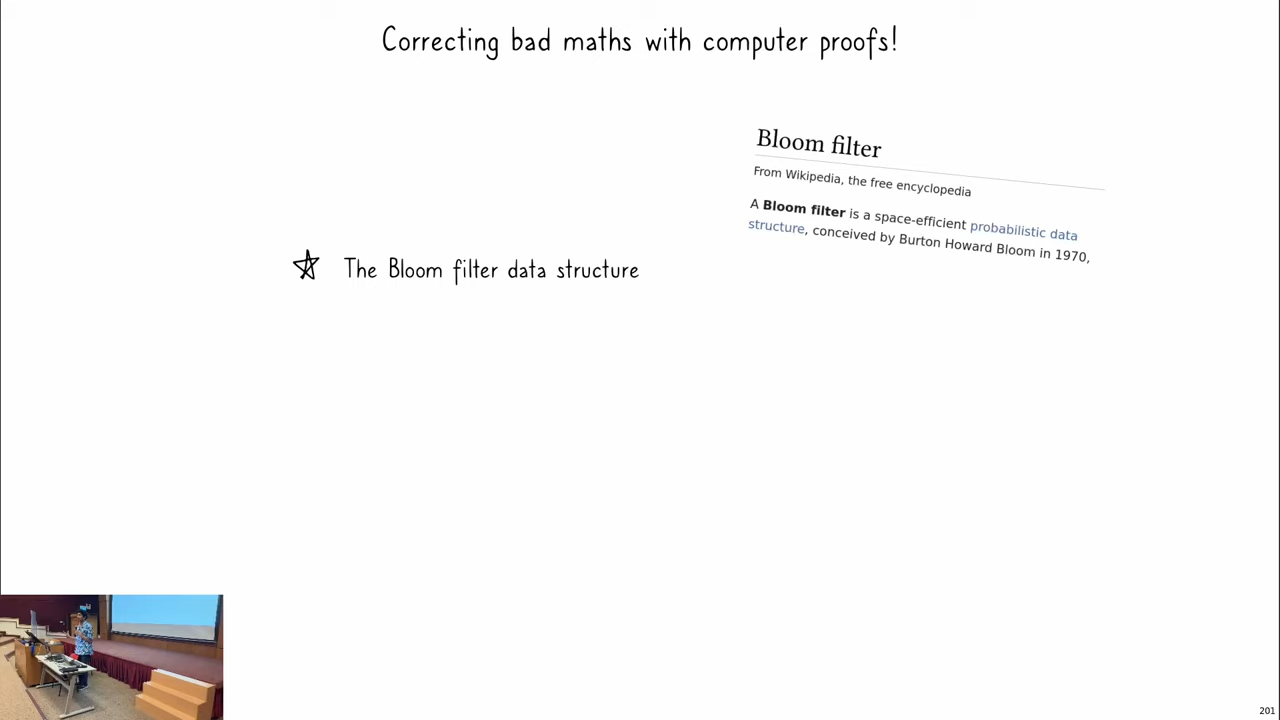 Correcting bad maths with computer proofs!
Bloom filter
From Wikipedia, the free encyclopedia
A Bloom filter is a space-efficient probabilistic data
structure, conceived by Burton Howard Bloom in 1970,
The Bloom filter data structure
201